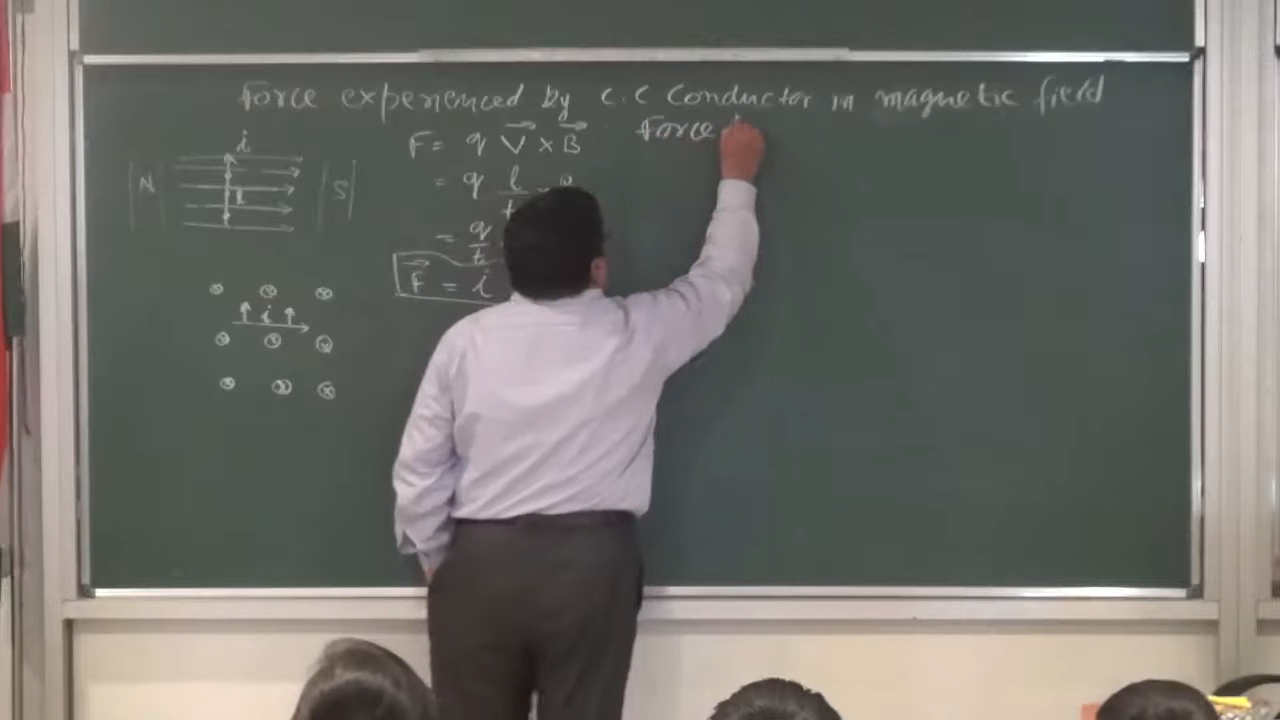 Force experienced by C.C Conductor in magnetic field
F = q V × B
Force
i
= q l
t
N
l
S
= q
t
F = i
i